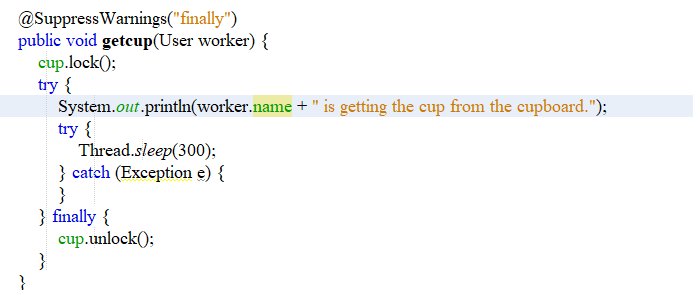 @SuppressWarnings("finally")
public void getcup(User worker) {
cup.lock();
try {
System.out.println(worker.name + " is getting the cup from the cupboard.");
try {
Thread.sleep(300);
} catch (Exception e) {
}
} finally {
cup.unlock();
}
}